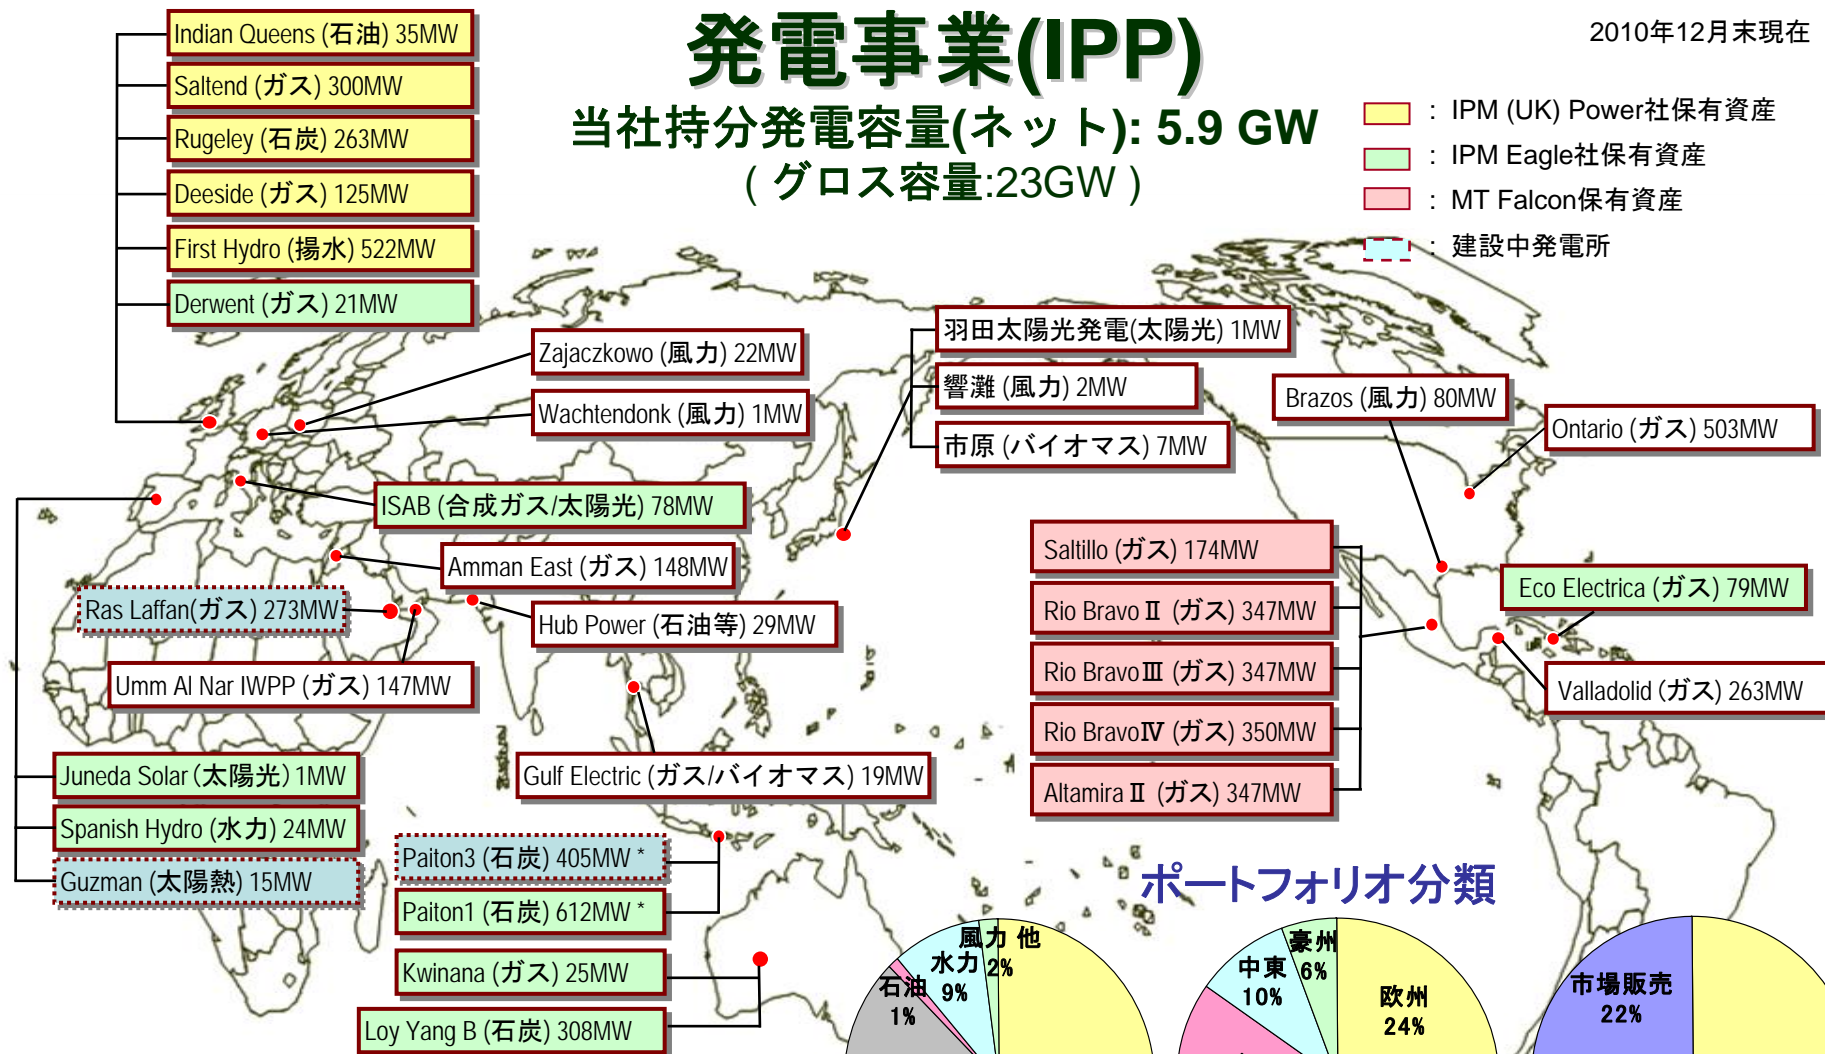 発電事業(IPP)
2010年12月末現在
当社持分発電容量(ネット): 5.9 GW
( グロス容量:23GW )
: IPM (UK) Power社保有資産
: IPM Eagle社保有資産
: MT Falcon保有資産
: 建設中発電所
Indian Queens (石油) 35MW
Saltend (ガス) 300MW
Rugeley (石炭) 263MW
Deeside (ガス) 125MW
First Hydro (揚水) 522MW
Derwent (ガス) 21MW
Zajaczkowo (風力) 22MW
Wachtendonk (風力) 1MW
ISAB (合成ガス/太陽光) 78MW
Amman East (ガス) 148MW
Ras Laffan(ガス) 273MW
Hub Power (石油等) 29MW
Umm Al Nar IWPP (ガス) 147MW
羽田太陽光発電(太陽光) 1MW
響灘 (風力) 2MW
市原 (バイオマス) 7MW
Brazos (風力) 80MW
Ontario (ガス) 503MW
Saltillo (ガス) 174MW
Rio Bravo Ⅱ (ガス) 347MW
Rio Bravo Ⅲ (ガス) 347MW
Rio Bravo Ⅳ (ガス) 350MW
Altamira Ⅱ (ガス) 347MW
Eco Electrica (ガス) 79MW
Valladolid (ガス) 263MW
Gulf Electric (ガス/バイオマス) 19MW
Juneda Solar (太陽光) 1MW
Spanish Hydro (水力) 24MW
Guzman (太陽熱) 15MW
Paiton3 (石炭) 405MW *
Paiton1 (石炭) 612MW *
Kwinana (ガス) 25MW
Loy Yang B (石炭) 308MW
ポートフォリオ分類
風力 他
2%
水力
9%
石油
1%
豪州
6%
中東
10%
欧州
24%
市場販売
22%